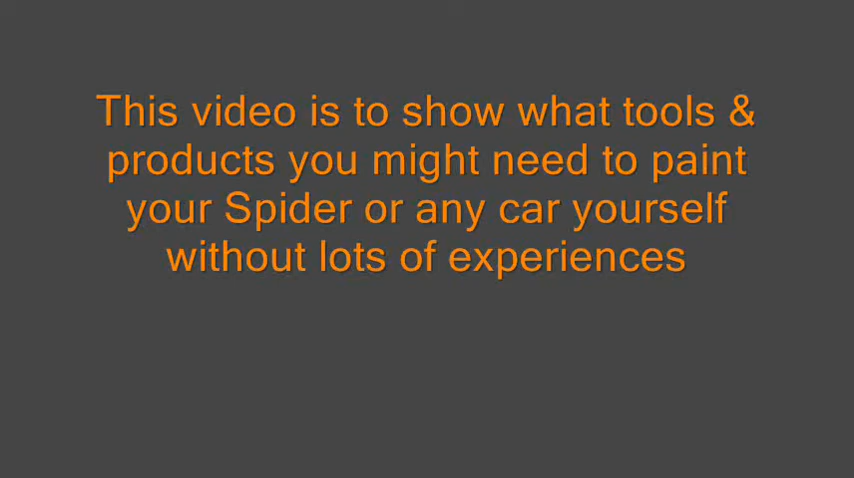 This video is to show what tools &
products you might need to paint
your Spider or any car yourself
without lots of experiences